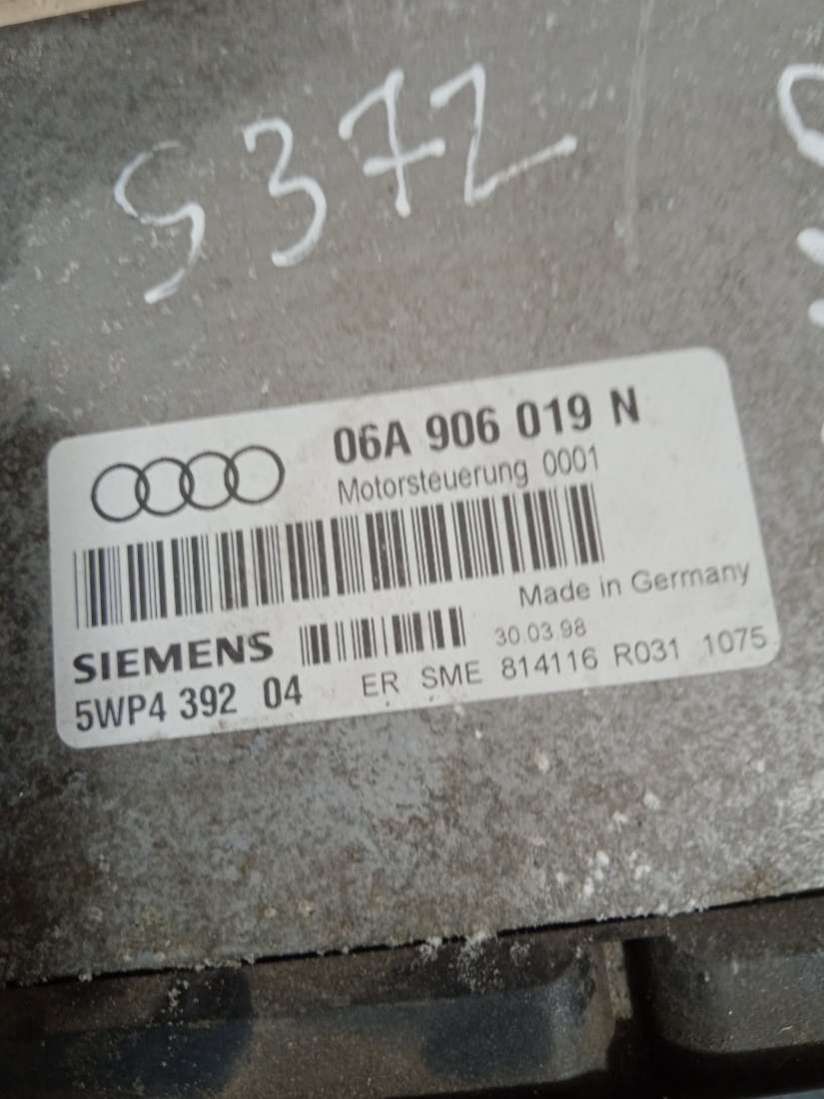 S372
06A 906 019 N
Motorsteuerung 0001
Made in Germany
SIEMENS
30.03.98
5WP4 392 04
ER SME 814116 R031 1075